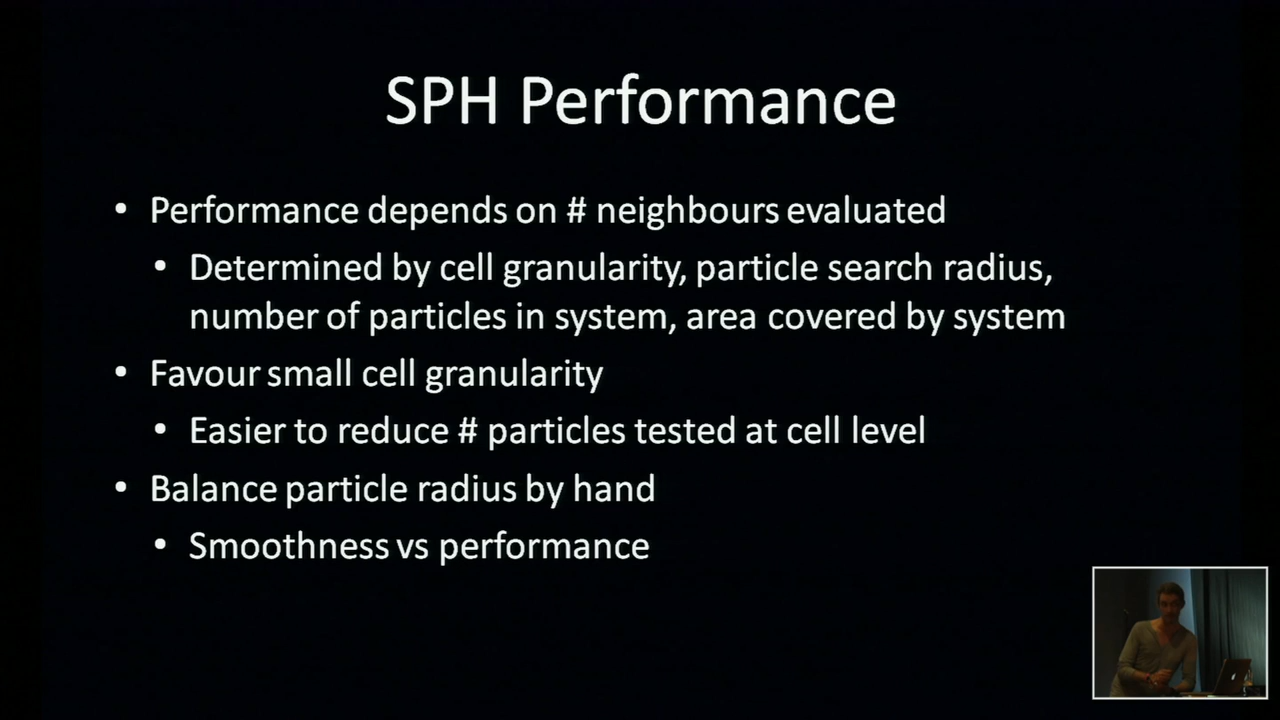 SPH Performance
• Performance depends on # neighbours evaluated
• Determined by cell granularity, particle search radius,
number of particles in system, area covered by system
• Favour small cell granularity
• Easier to reduce # particles tested at cell level
• Balance particle radius by hand
• Smoothness vs performance